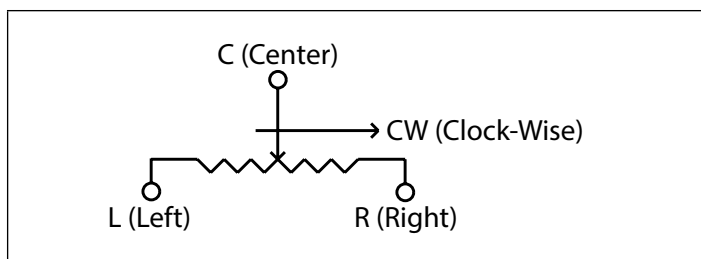 C (Center)
CW (Clock-Wise)
L (Left)
R (Right)